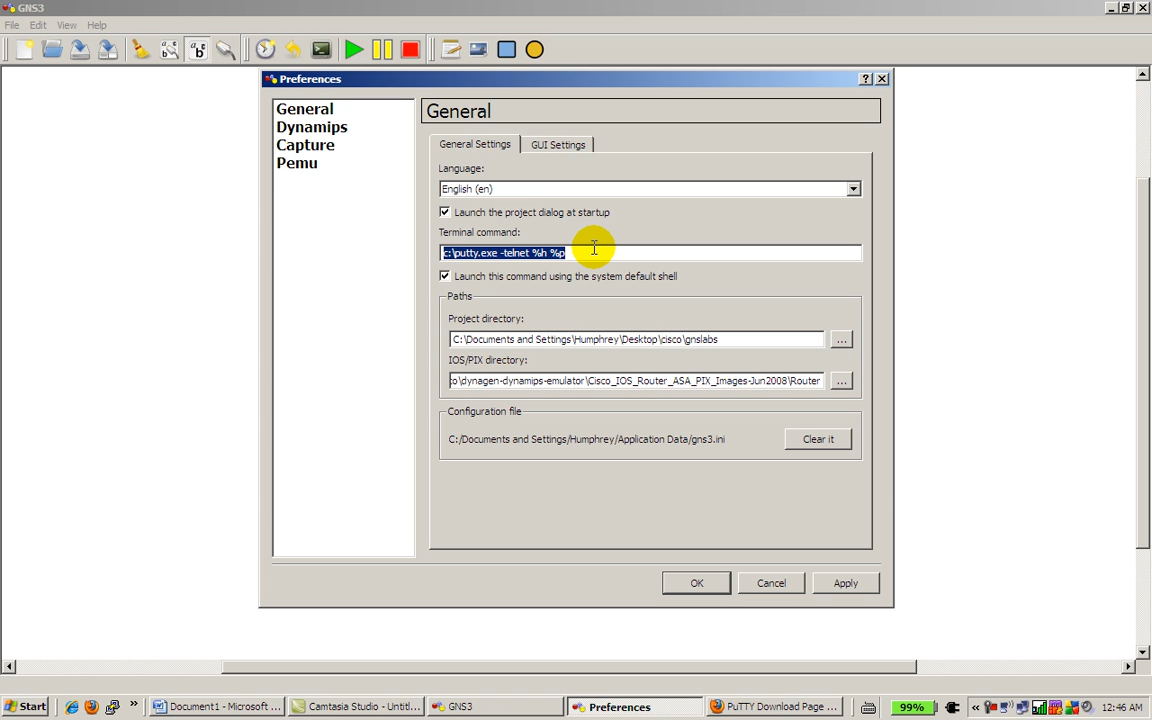 GNS3
File Edit View Help
Preferences
General
Dynamips
Capture
Pemu
General
General Settings GUI Settings
Language:
English (en)
Launch the project dialog at startup
Terminal command:
c:\putty.exe -telnet %h %p
Launch this command using the system default shell
Paths
Project directory:
C:\Documents and Settings\Humphrey\Desktop\cisco\gnslabs ...
IOS/PIX directory:
:o\dynagen-dynamips-emulator\Cisco_IOS_Router_ASA_PIX_Images-Jun2008\Router ...
Configuration file
C:/Documents and Settings/Humphrey/Application Data/gns3.ini Clear it
OK Cancel Apply
Start Document1 - Microsoft ... Camtasia Studio - Untitl... GNS3 Preferences PuTTY Download Page ... 99% 12:46 AM